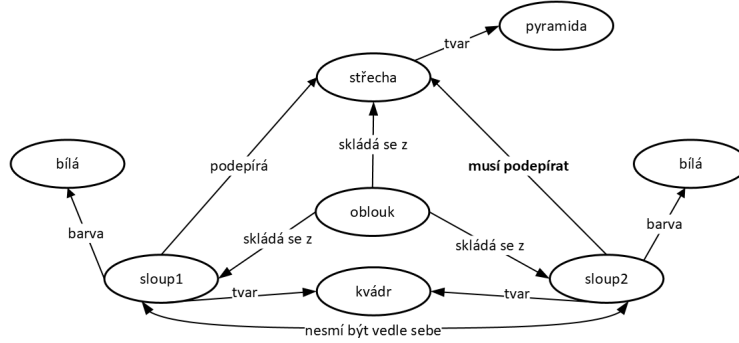 pyramida
tvar
střecha
skládá se z
bílá
podepírá
musí podepírat
bílá
oblouk
barva
skládá se z
skládá se z
barva
sloup1
tvar
kvádr
tvar
sloup2
nesmí být vedle sebe